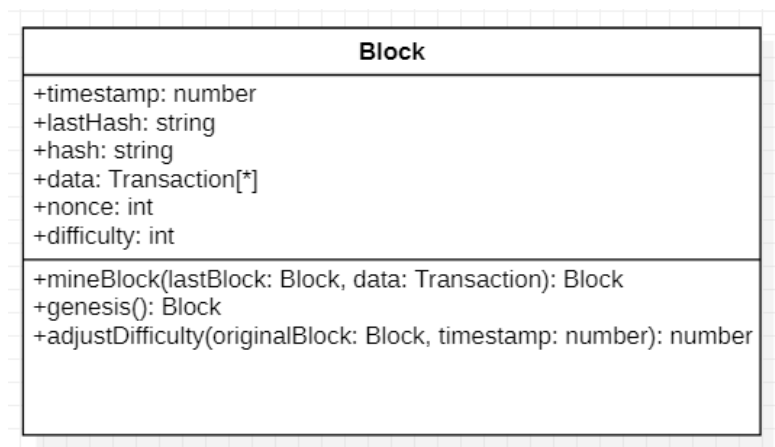 Block
+timestamp: number
+lastHash: string
+hash: string
+data: Transaction[*]
+nonce: int
+difficulty: int
+mineBlock(lastBlock: Block, data: Transaction): Block
+genesis(): Block
+adjustDifficulty(originalBlock: Block, timestamp: number): number